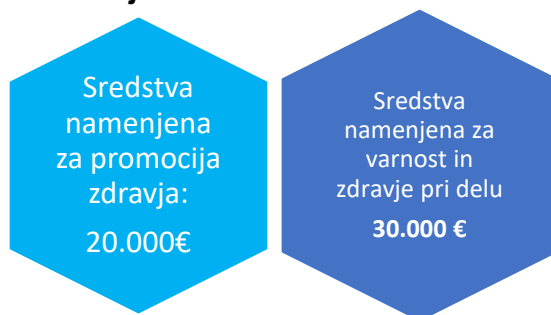 Sredstva
namenjena
za promocija
zdravja:
20.000€
Sredstva
namenjena za
varnost in
zdravje pri delu
30.000 €